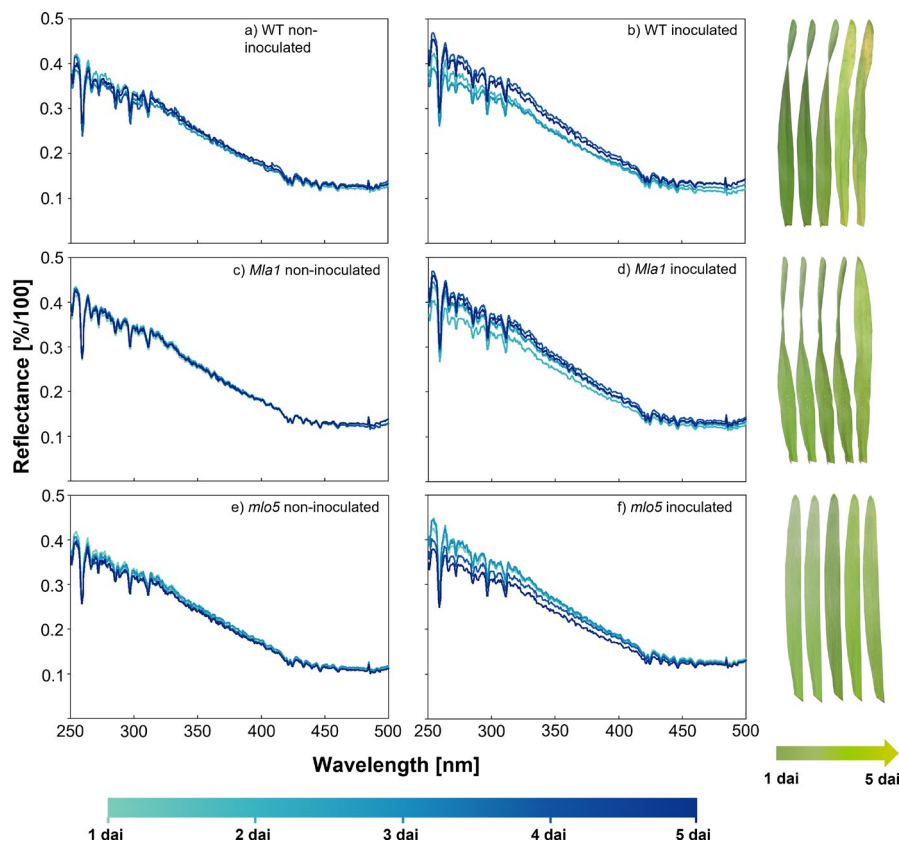 0.5
0.4
0.3
0.2
0.1
a) WT non-
inoculated
b) WT inoculated
0.5
0.4
0.3
0.2
0.1
c) Mla1 non-inoculated
d) Mla1 inoculated
Reflectance [%/100]
0.5
0.4
0.3
0.2
0.1
e) mlo5 non-inoculated
f) mlo5 inoculated
250 300 350 400 450 500
250 300 350 400 450 500
Wavelength [nm]
1 dai 5 dai
1 dai 2 dai 3 dai 4 dai 5 dai